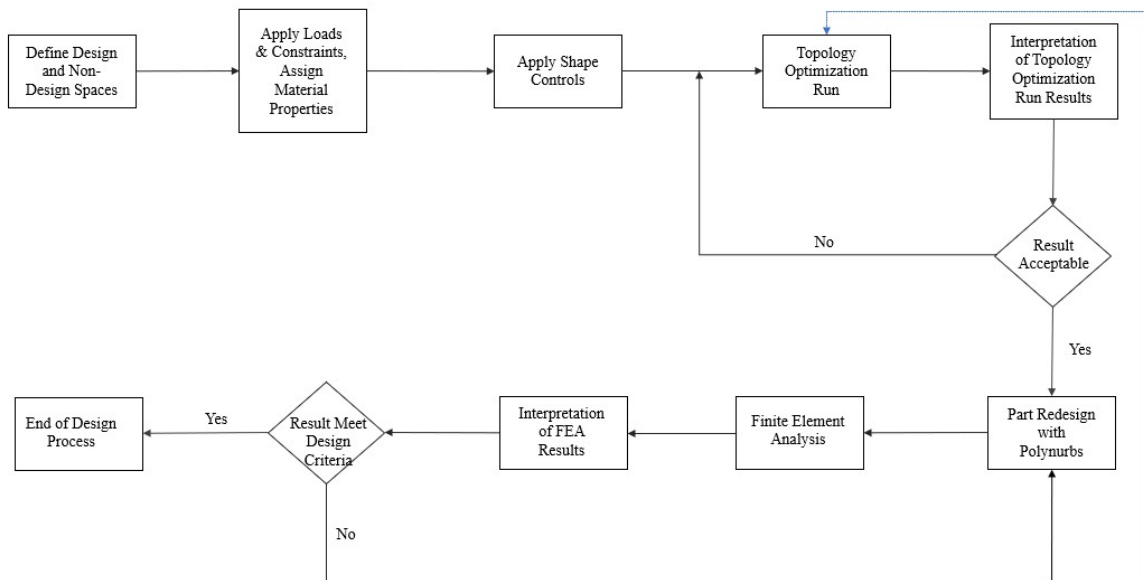 Define Design
and Non-
Design Spaces
Apply Loads
& Constraints,
Assign
Material
Properties
Apply Shape
Controls
Topology
Optimization
Run
Interpretation
of Topology
Optimization
Run Results
Result
Acceptable
No
Yes
Part Redesign
with
Polynurbs
Finite Element
Analysis
Interpretation
of FEA
Results
Result Meet
Design
Criteria
Yes
End of Design
Process
No